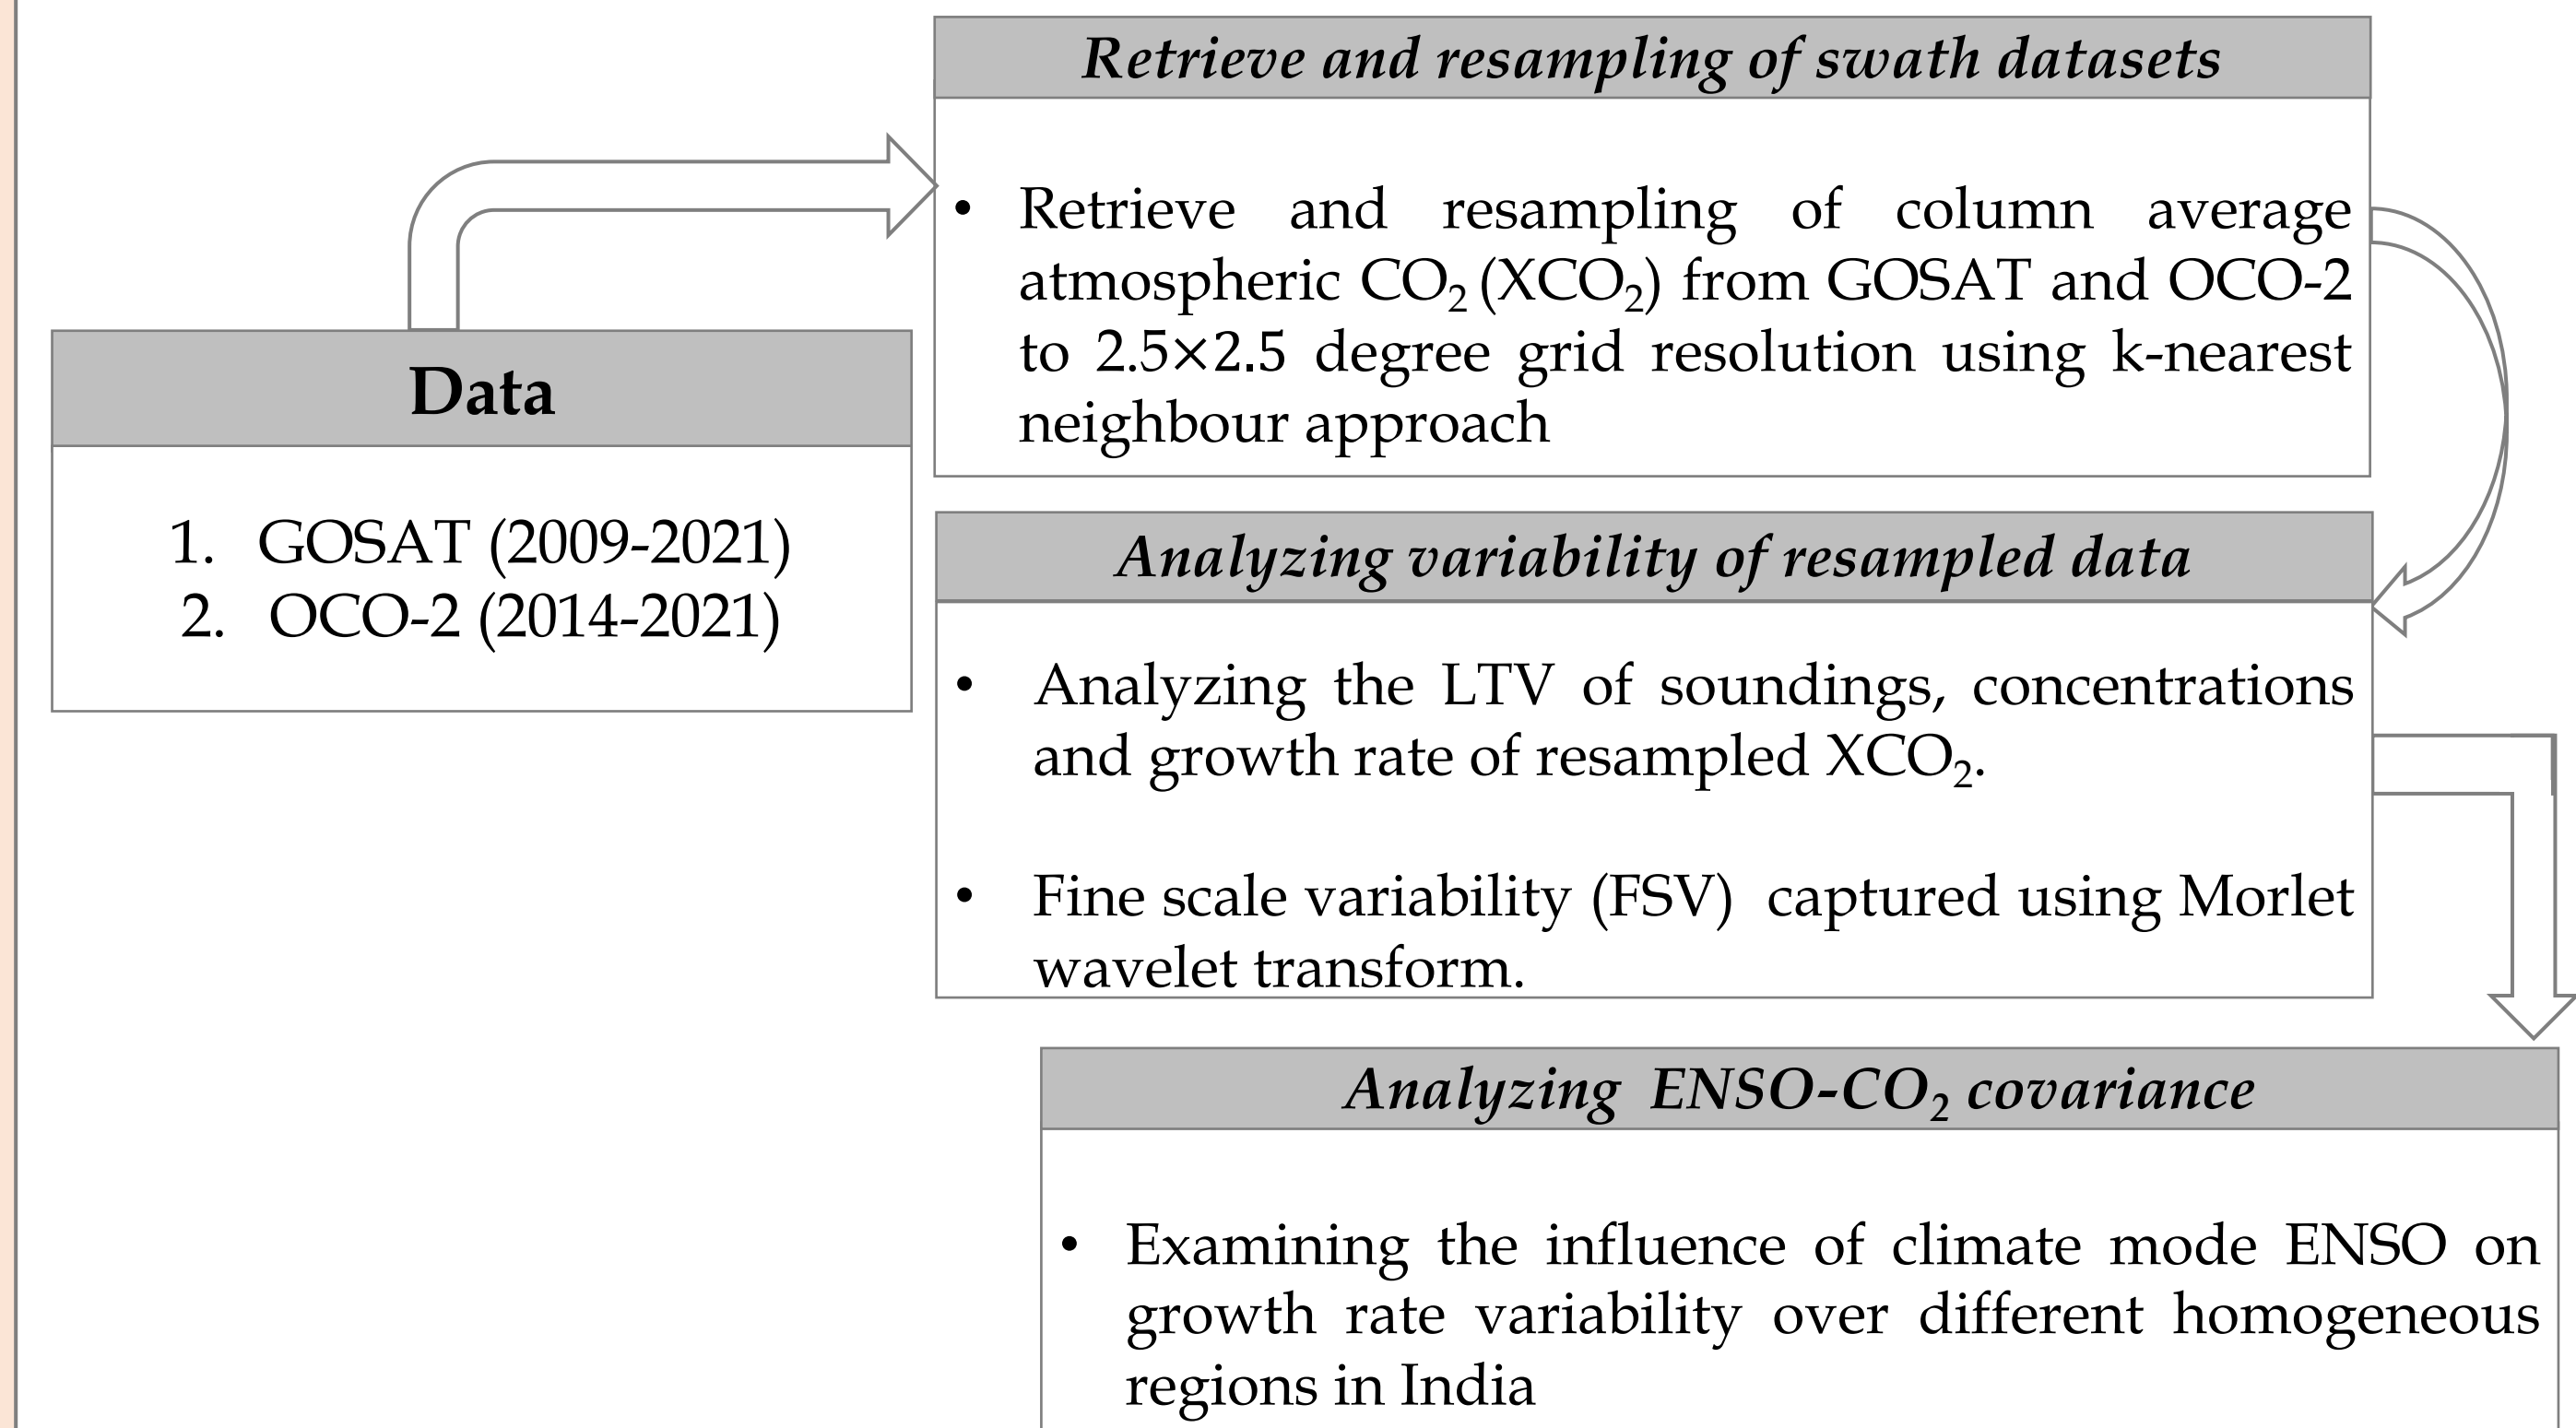 Retrieve and resampling of swath datasets
• Retrieve and resampling of column average
atmospheric CO₂ (XCO₂) from GOSAT and OCO-2
to 2.5×2.5 degree grid resolution using k-nearest
neighbour approach
Data
1. GOSAT (2009-2021)
2. OCO-2 (2014-2021)
Analyzing variability of resampled data
• Analyzing the LTV of soundings, concentrations
and growth rate of resampled XCO₂.
• Fine scale variability (FSV) captured using Morlet
wavelet transform.
Analyzing ENSO-CO₂ covariance
• Examining the influence of climate mode ENSO on
growth rate variability over different homogeneous
regions in India